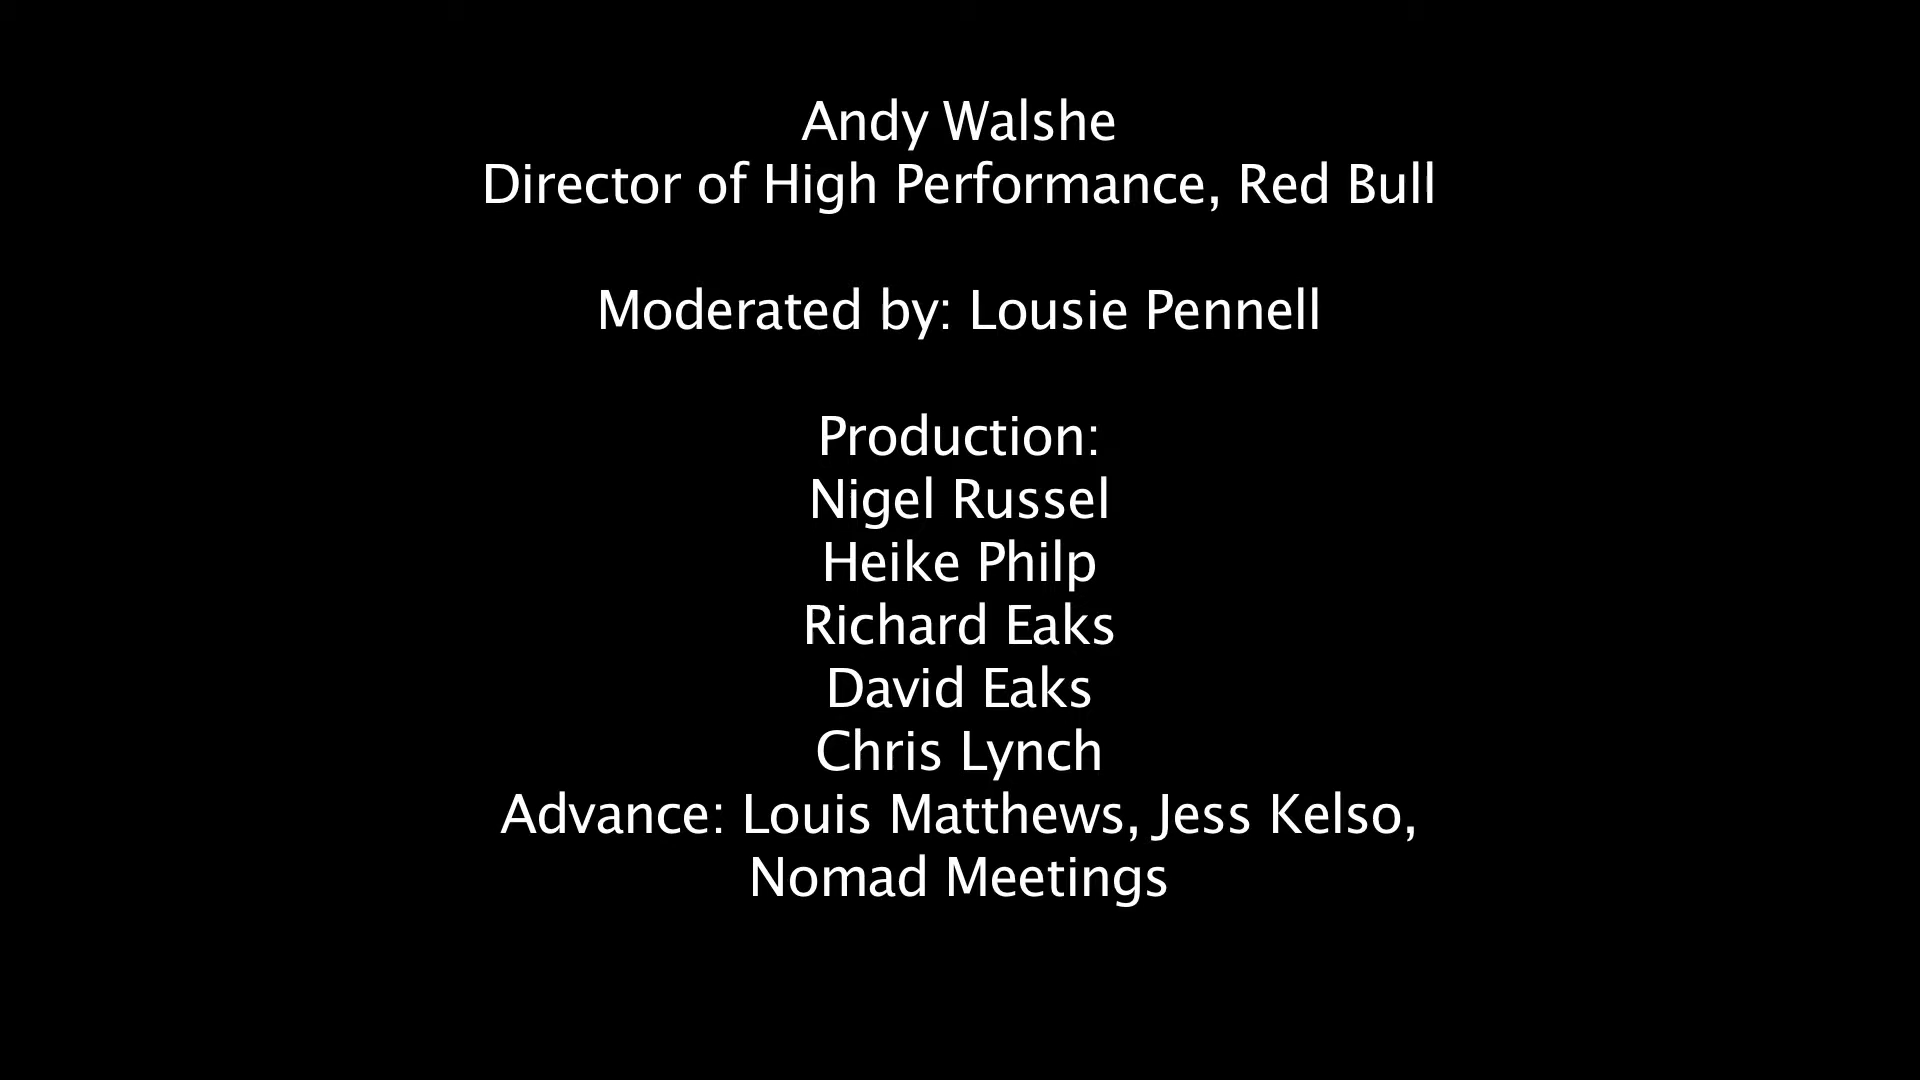 Andy Walshe
Director of High Performance, Red Bull
Moderated by: Lousie Pennell
Production:
Nigel Russel
Heike Philp
Richard Eaks
David Eaks
Chris Lynch
Advance: Louis Matthews, Jess Kelso,
Nomad Meetings